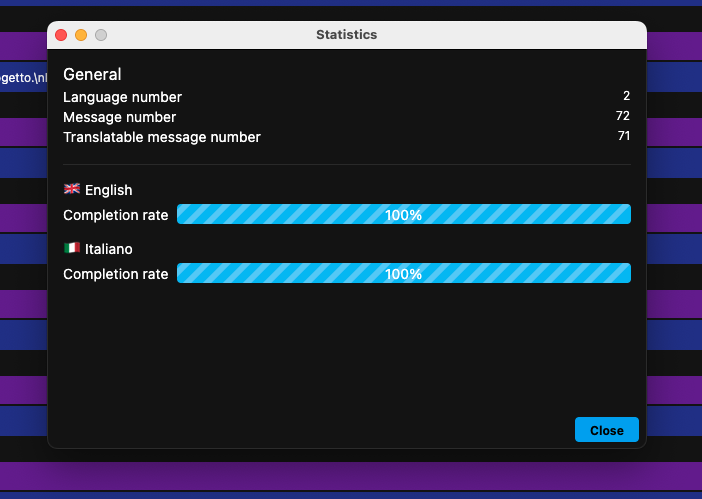 Statistics
ogetto.\n
General
Language number 2
Message number 72
Translatable message number 71
English
Completion rate 100%
Italiano
Completion rate 100%
Close